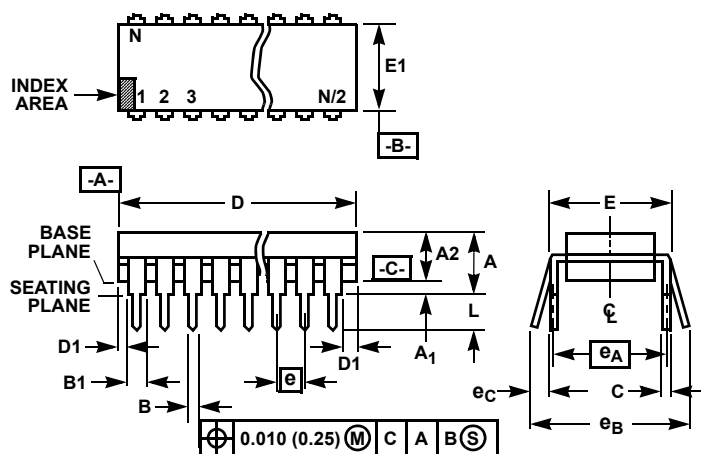 N
E1
INDEX
AREA
1 2 3 N/2
-B-
-A-
D
E
BASE
PLANE
A2
A
-C-
SEATING
PLANE
L
C
L
D1
A1
D1
eA
B1
e
eC
C
B
eB
0.010 (0.25) M C A B S